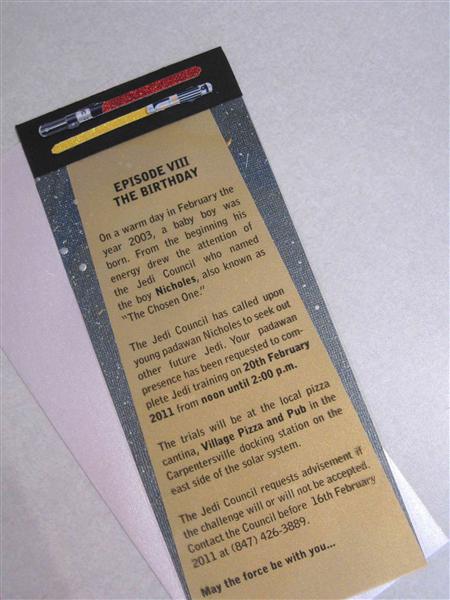 EPISODE VIII
THE BIRTHDAY
On a warm day in February the
year 2003, a baby boy was
born. From the beginning his
energy drew the attention of
the Jedi Council who named
the boy Nicholes, also known as
"The Chosen One."
The Jedi Council has called upon
young padawan Nicholes to seek out
other future Jedi. Your padawan
presence has been requested to com-
plete Jedi training on 20th February
2011 from noon until 2:00 p.m.
The trials will be at the local pizza
cantina, Village Pizza and Pub in the
Carpentersville docking station on the
east side of the solar system.
The Jedi Council requests advisement if
the challenge will or will not be accepted.
Contact the Council before 16th February
2011 at (847) 426-3889.
May the force be with you...